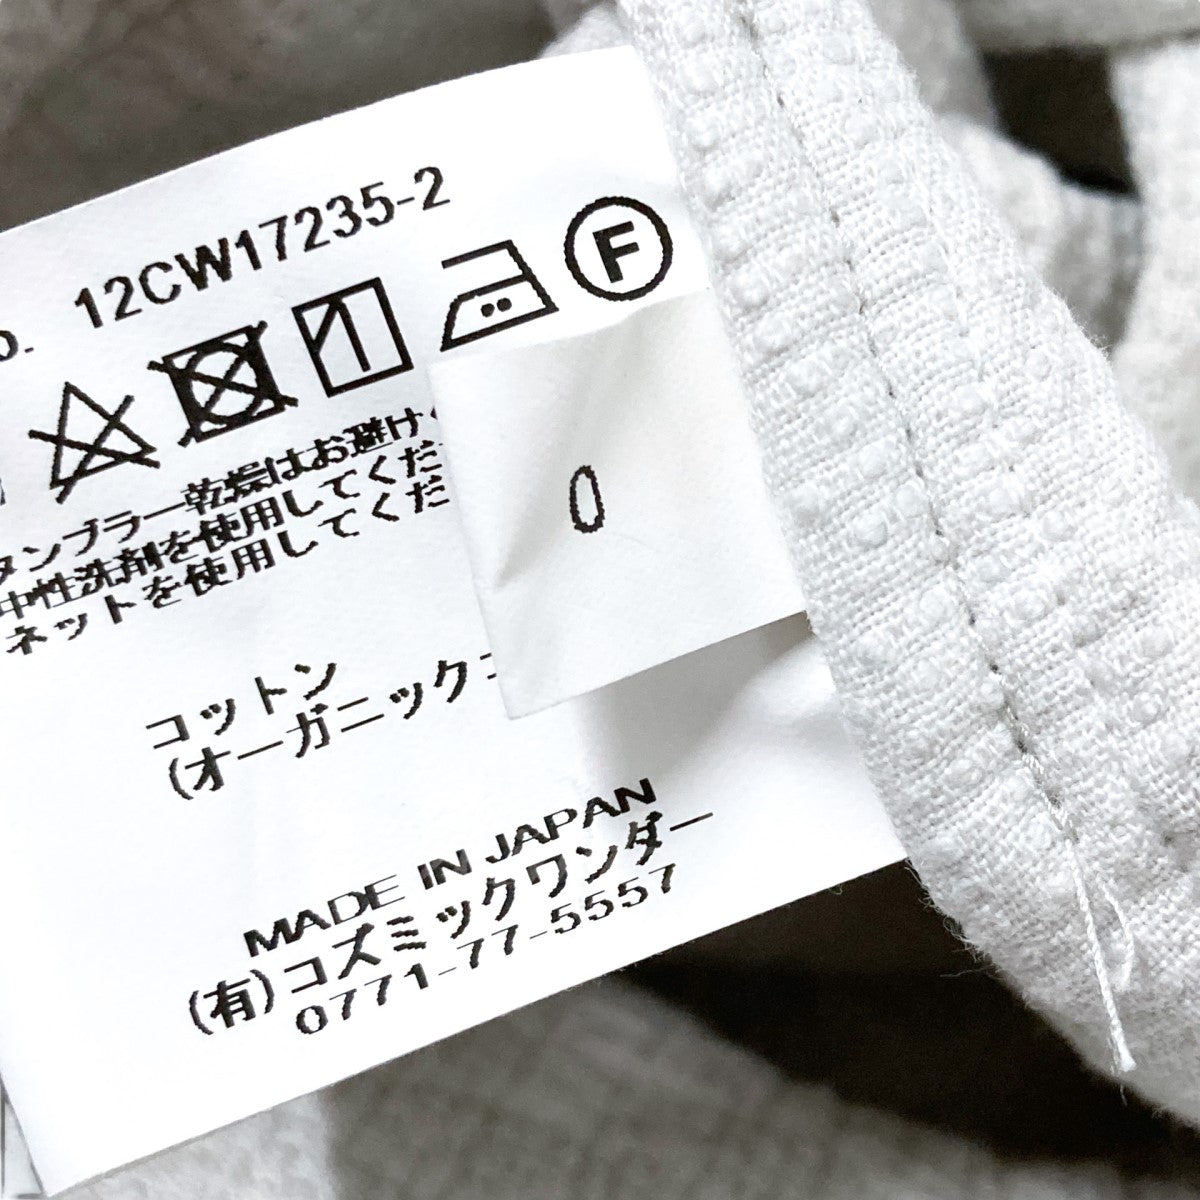 o. 12CW17235-2
F
タンブラー乾燥はお避けく
中性洗剤を使用してくだ
ネットを使用してくだ
0
コットン
(オーガニックコ
MADE IN JAPAN
(有)コズミックワンダー
0771-77-5557